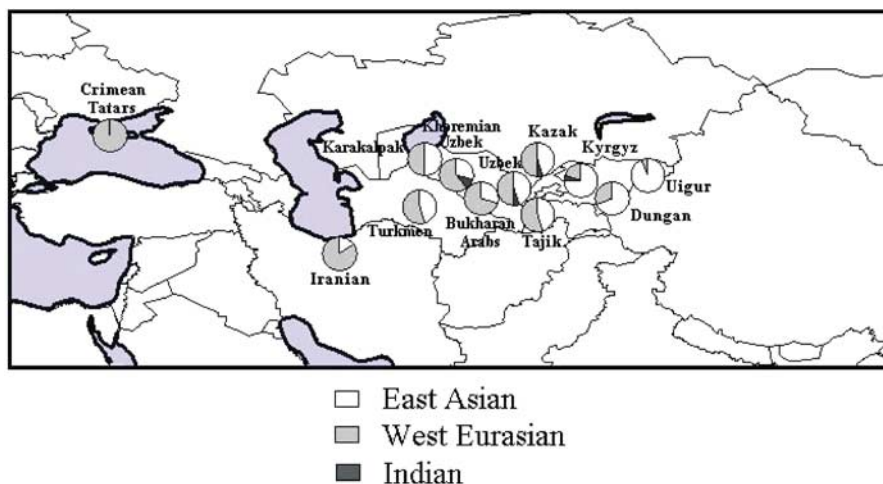 Crimean
Tatars
Karakalpak
Khoremian
Uzbek
Uzbek
Kazak
Kyrgyz
Uigur
Dungan
Turkmen
Bukharan
Arabs
Tajik
Iranian
East Asian
West Eurasian
Indian